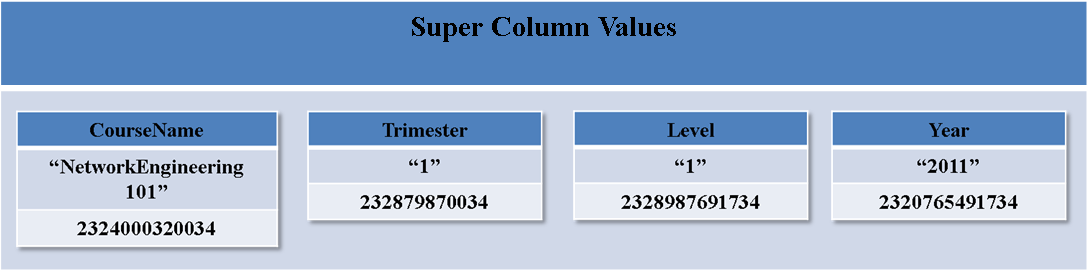 Super Column Values
CourseName
“NetworkEngineering
101”
2324000320034
Trimester
“1”
232879870034
Level
“1”
2328987691734
Year
“2011”
2320765491734